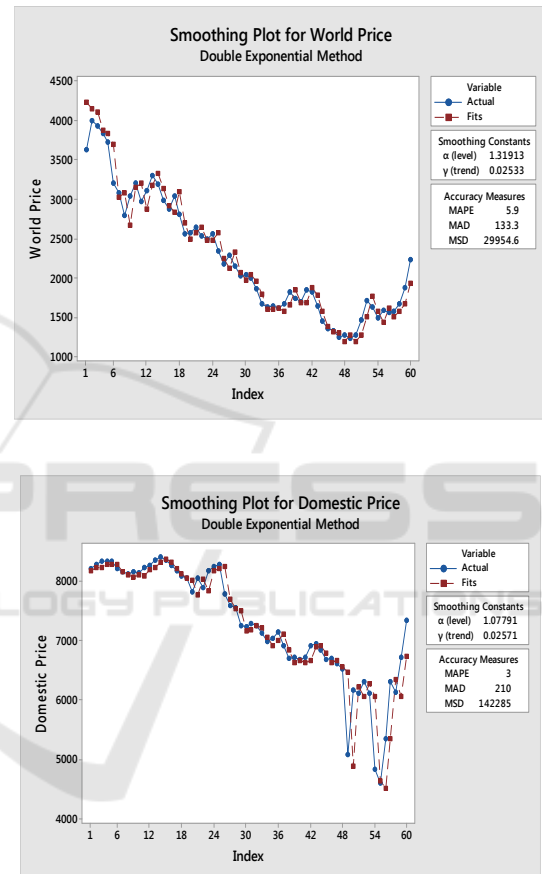 Smoothing Plot for World Price
Double Exponential Method
4500
4000
3500
3000
2500
2000
1500
1000
World Price
1 6 12 18 24 30 36 42 48 54 60
Index
Variable
Actual
Fits
Smoothing Constants
α (level) 1.31913
γ (trend) 0.02533
Accuracy Measures
MAPE 5.9
MAD 133.3
MSD 29954.6
PRESS
Smoothing Plot for Domestic Price
Double Exponential Method
8000
7000
6000
5000
4000
Domestic Price
1 6 12 18 24 30 36 42 48 54 60
Index
Variable
Actual
Fits
Smoothing Constants
α (level) 1.07791
γ (trend) 0.02571
Accuracy Measures
MAPE 3
MAD 210
MSD 142285
LOGY PUBLICATIONS